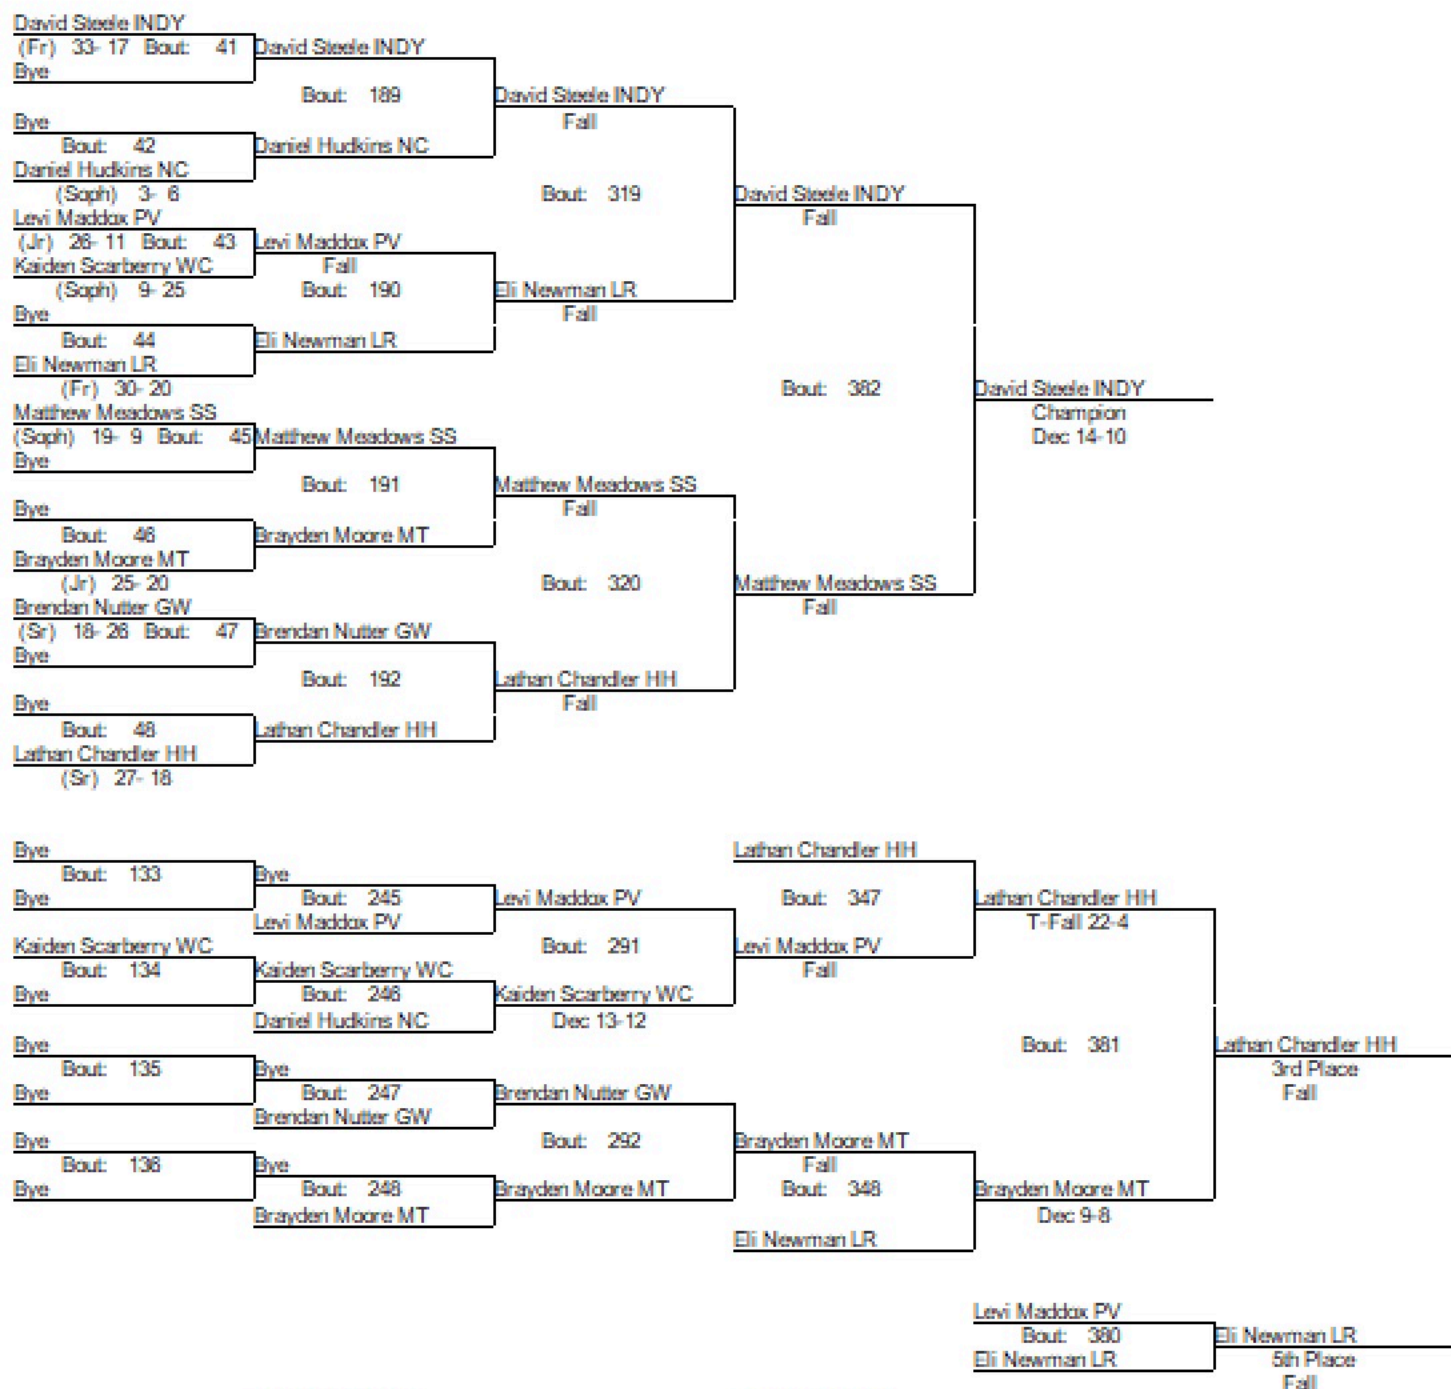 David Steele INDY
(Fr) 33- 17 Bout: 41 David Steele INDY
Bye
Bout: 189 David Steele INDY
Bye Fall
Bout: 42 Daniel Hudkins NC
Daniel Hudkins NC
(Soph) 3- 6 Bout: 319 David Steele INDY
Levi Maddox PV Fall
(Jr) 26- 11 Bout: 43 Levi Maddox PV
Kaiden Scarberry WC Fall
(Soph) 9- 25 Bout: 190 Eli Newman LR
Bye Fall
Bout: 44 Eli Newman LR
Eli Newman LR
(Fr) 30- 20 Bout: 382 David Steele INDY
Matthew Meadows SS Champion
(Soph) 19- 9 Bout: 45 Matthew Meadows SS Dec 14-10
Bye
Bout: 191 Matthew Meadows SS
Bye Fall
Bout: 46 Brayden Moore MT
Brayden Moore MT
(Jr) 25- 20 Bout: 320 Matthew Meadows SS
Brendan Nutter GW Fall
(Sr) 18- 26 Bout: 47 Brendan Nutter GW
Bye
Bout: 192 Lathan Chandler HH
Bye Fall
Bout: 48 Lathan Chandler HH
Lathan Chandler HH
(Sr) 27- 18
Bye Lathan Chandler HH
Bout: 133 Bye
Bye Bout: 245 Levi Maddox PV Bout: 347 Lathan Chandler HH
Levi Maddox PV T-Fall 22-4
Kaiden Scarberry WC Bout: 291 Levi Maddox PV
Bout: 134 Kaiden Scarberry WC Fall
Bye Bout: 246 Kaiden Scarberry WC
Daniel Hudkins NC Dec 13-12
Bye Bout: 381 Lathan Chandler HH
Bout: 135 Bye 3rd Place
Bye Bout: 247 Brendan Nutter GW Fall
Brendan Nutter GW
Bye Bout: 292 Brayden Moore MT
Bout: 136 Bye Fall
Bye Bout: 248 Brayden Moore MT Bout: 348 Brayden Moore MT
Brayden Moore MT Dec 9-8
Eli Newman LR
Levi Maddox PV
Bout: 380 Eli Newman LR
Eli Newman LR 5th Place
Fall